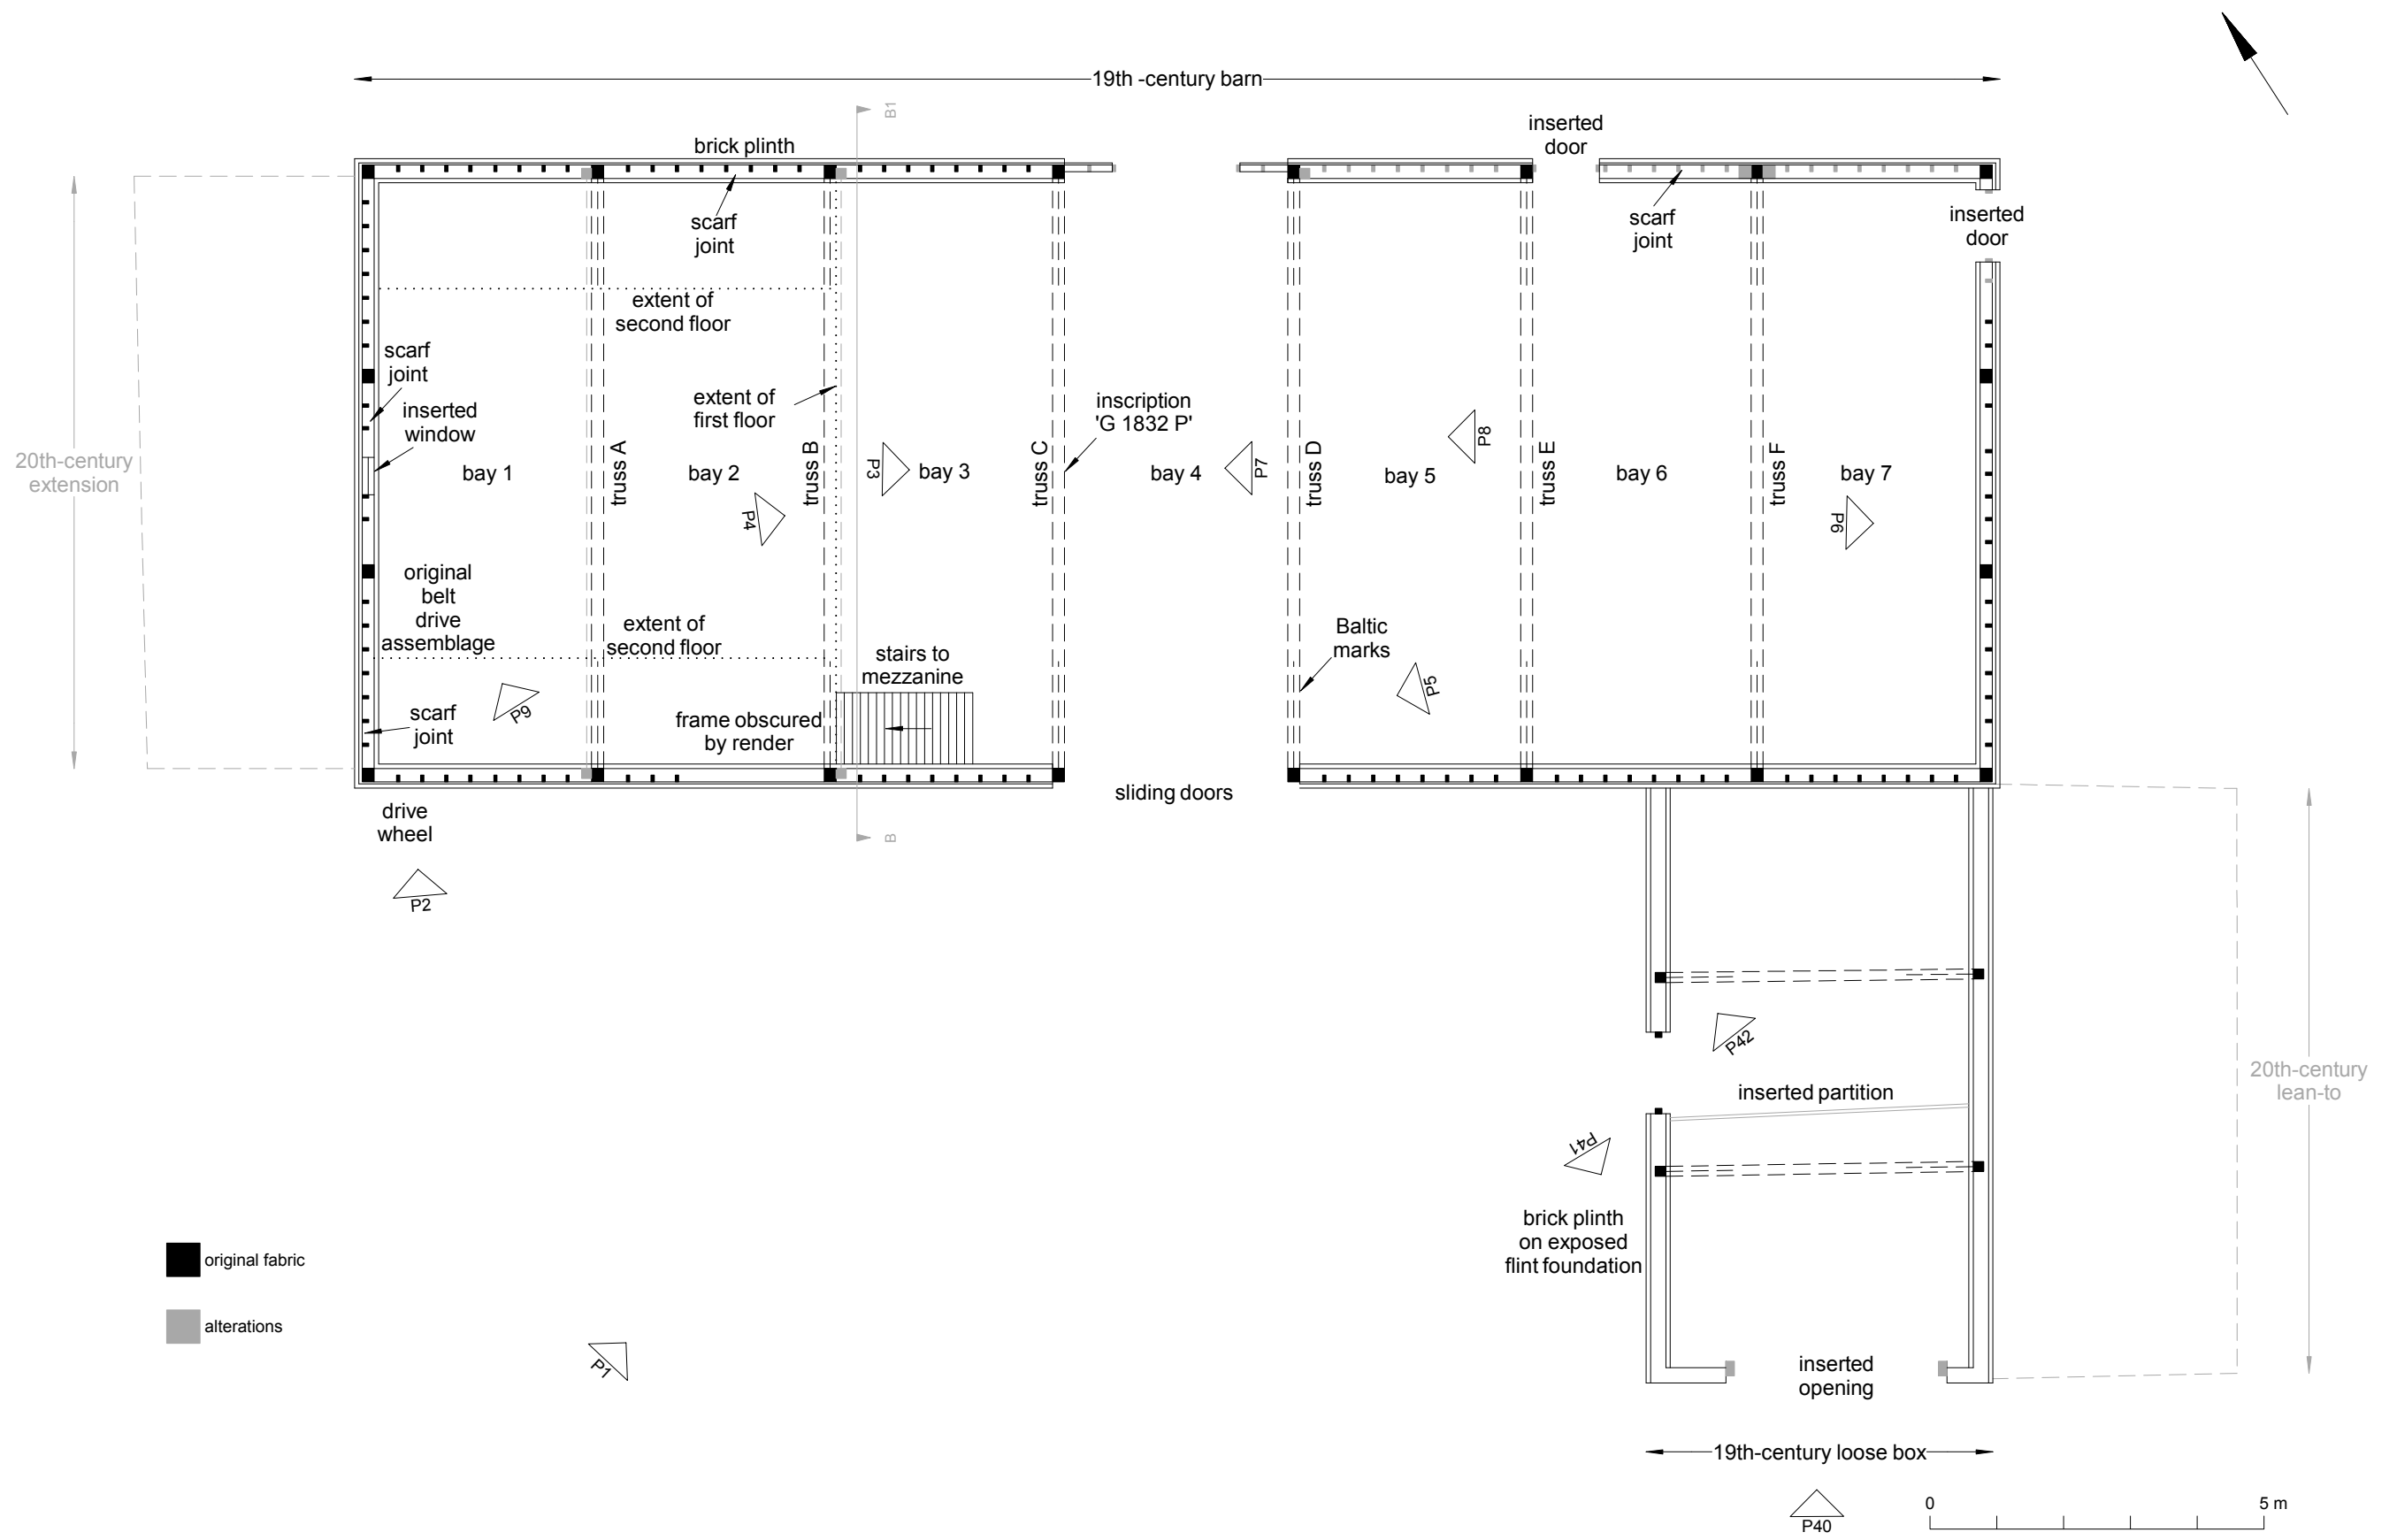 19th -century barn
B1
brick plinth
inserted
door
scarf
joint
scarf
joint
inserted
door
extent of
second floor
scarf
joint
inserted
window
extent of
first floor
inscription
'G 1832 P'
20th-century
extension
bay 1
truss A
bay 2
truss B
P3
bay 3
truss C
bay 4
P7
truss D
bay 5
P8
truss E
bay 6
truss F
bay 7
P4
P6
original
belt
drive
assemblage
extent of
second floor
stairs to
mezzanine
Baltic
marks
P9
P5
scarf
joint
frame obscured
by render
sliding doors
drive
wheel
B
P2
P42
inserted partition
20th-century
lean-to
P41
brick plinth
on exposed
flint foundation
original fabric
alterations
P1
inserted
opening
19th-century loose box
P40
0
5 m